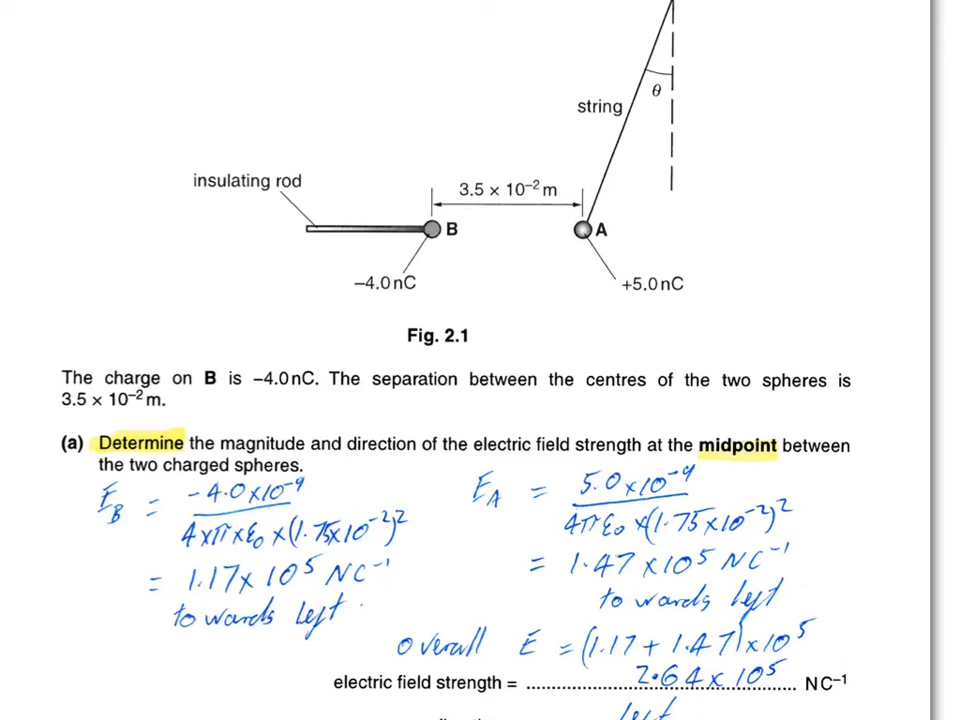 θ
string
insulating rod
3.5 × 10⁻² m
B
A
–4.0 nC
+5.0 nC
Fig. 2.1
The charge on B is –4.0 nC. The separation between the centres of the two spheres is
3.5 × 10⁻² m.
(a) Determine the magnitude and direction of the electric field strength at the midpoint between
the two charged spheres.
E_B = -4.0×10⁻⁹ / 4×π×ε₀×(1.75×10⁻²)²
= 1.17×10⁵ NC⁻¹
towards left
E_A = 5.0×10⁻⁹ / 4πε₀×(1.75×10⁻²)²
= 1.47×10⁵ NC⁻¹
towards left
overall E = (1.17 + 1.47)×10⁵
electric field strength = 2.64×10⁵ NC⁻¹
left